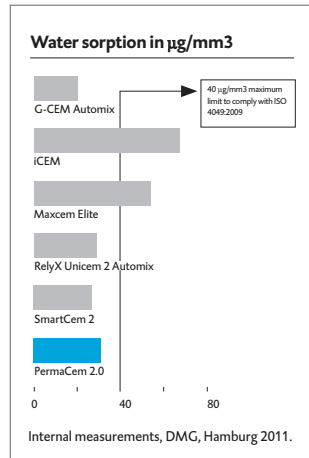 Water sorption in µg/mm3
40 µg/mm3 maximum
limit to comply with ISO
4049:2009
G-CEM Automix
iCEM
Maxcem Elite
RelyX Unicem 2 Automix
SmartCem 2
PermaCem 2.0
0 40 80
Internal measurements, DMG, Hamburg 2011.